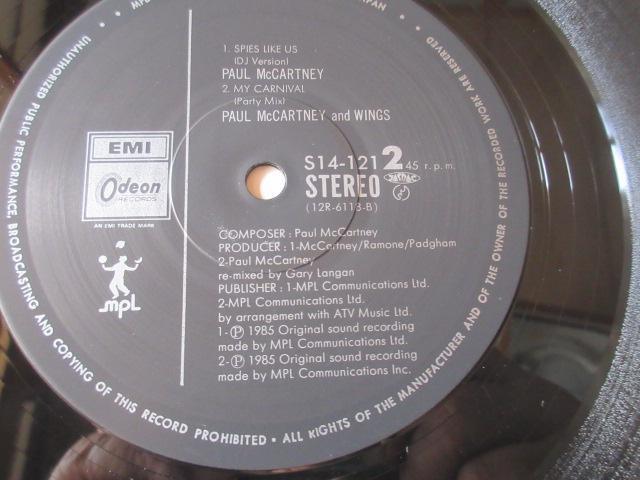 1. SPIES LIKE US
(DJ Version)
PAUL McCARTNEY
2. MY CARNIVAL
(Party Mix)
PAUL McCARTNEY and WINGS
EMI
Odeon
RECORDS
AN EMI TRADE MARK
mpL
S14-121 2 45 r.p.m.
STEREO
(12R-6113-B)
COMPOSER : Paul McCartney
PRODUCER : 1-McCartney/Ramone/Padgham
2-Paul McCartney
re-mixed by Gary Langan
PUBLISHER : 1-MPL Communications Ltd.
2-MPL Communications Ltd.
by arrangement with ATV Music Ltd.
1-Ⓟ 1985 Original sound recording
made by MPL Communications Ltd.
2-Ⓟ 1985 Original sound recording
made by MPL Communications Inc.
ALL RIGHTS OF THE MANUFACTURER AND OF THE OWNER OF THE RECORDED WORK ARE RESERVED
UNAUTHORIZED PUBLIC PERFORMANCE, BROADCASTING AND COPYING OF THIS RECORD PROHIBITED •